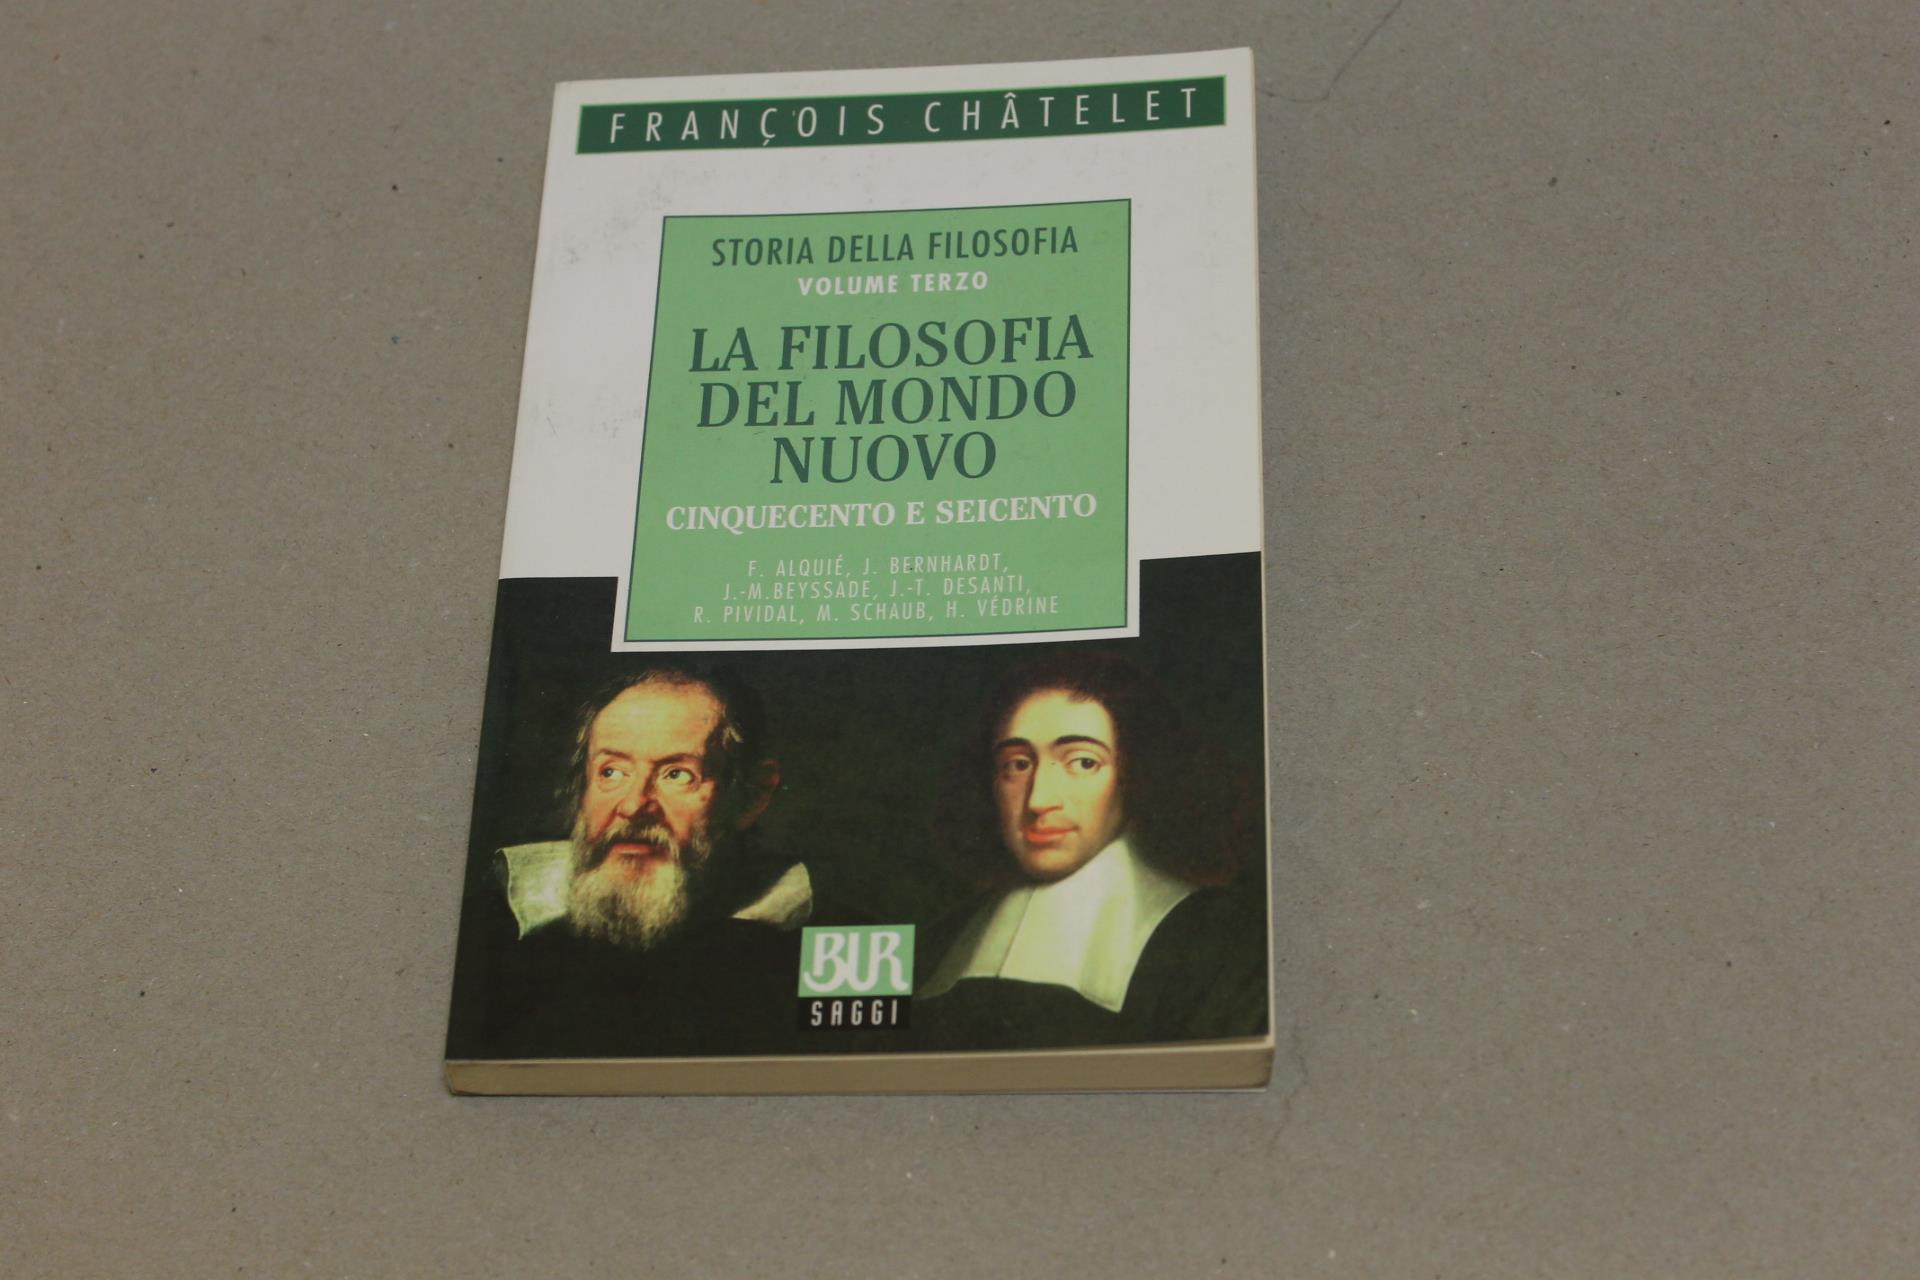 FRANÇOIS CHÂTELET
STORIA DELLA FILOSOFIA
VOLUME TERZO
LA FILOSOFIA
DEL MONDO
NUOVO
CINQUECENTO E SEICENTO
F. ALQUIÉ, J. BERNHARDT,
J.-M.BEYSSADE, J.-T. DESANTI,
R. PIVIDAL, M. SCHAUB, H. VÉDRINE
BUR
SAGGI